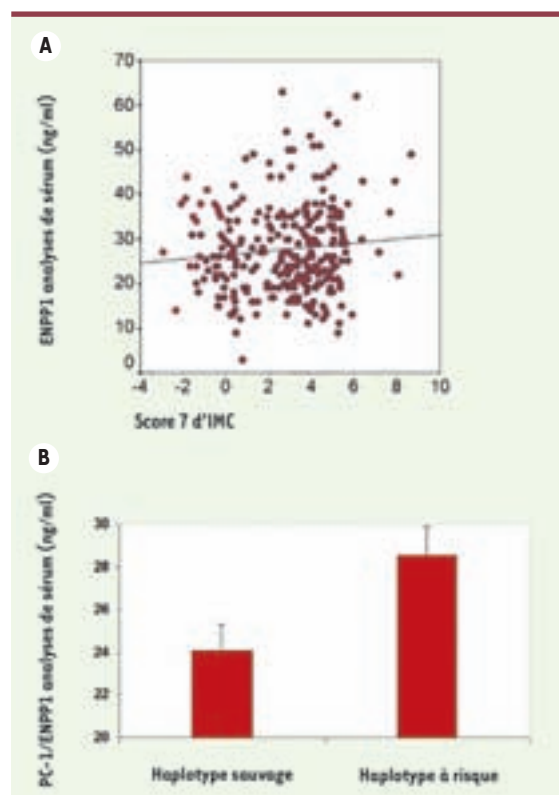 A
ENPP1 analyses de sérum (ng/ml)
70
60
50
40
30
20
10
0
-4 -2 0 2 4 6 8 10
Score 7 d'IMC
B
PC-1/ENPP1 analyses de sérum (ng/ml)
30
28
26
24
22
20
Haplotype sauvage Haplotype à risque